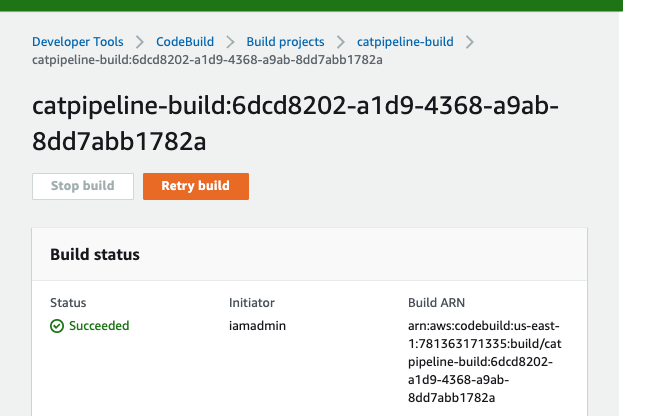 Developer Tools > CodeBuild > Build projects > catpipeline-build >
catpipeline-build:6dcd8202-a1d9-4368-a9ab-8dd7abb1782a
catpipeline-build:6dcd8202-a1d9-4368-a9ab-
8dd7abb1782a
Stop build Retry build
Build status
Status Initiator Build ARN
Succeeded iamadmin arn:aws:codebuild:us-east-
1:781363171335:build/cat
pipeline-build:6dcd8202-
a1d9-4368-a9ab-
8dd7abb1782a